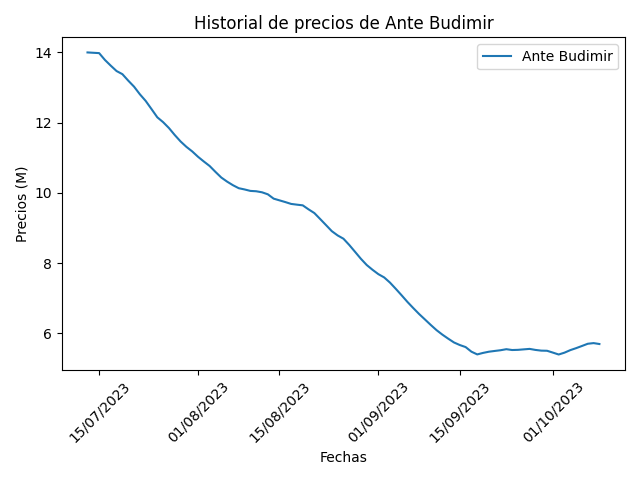 Historial de precios de Ante Budimir
Ante Budimir
Precios (M)
14
12
10
8
6
15/07/2023
01/08/2023
15/08/2023
01/09/2023
15/09/2023
01/10/2023
Fechas